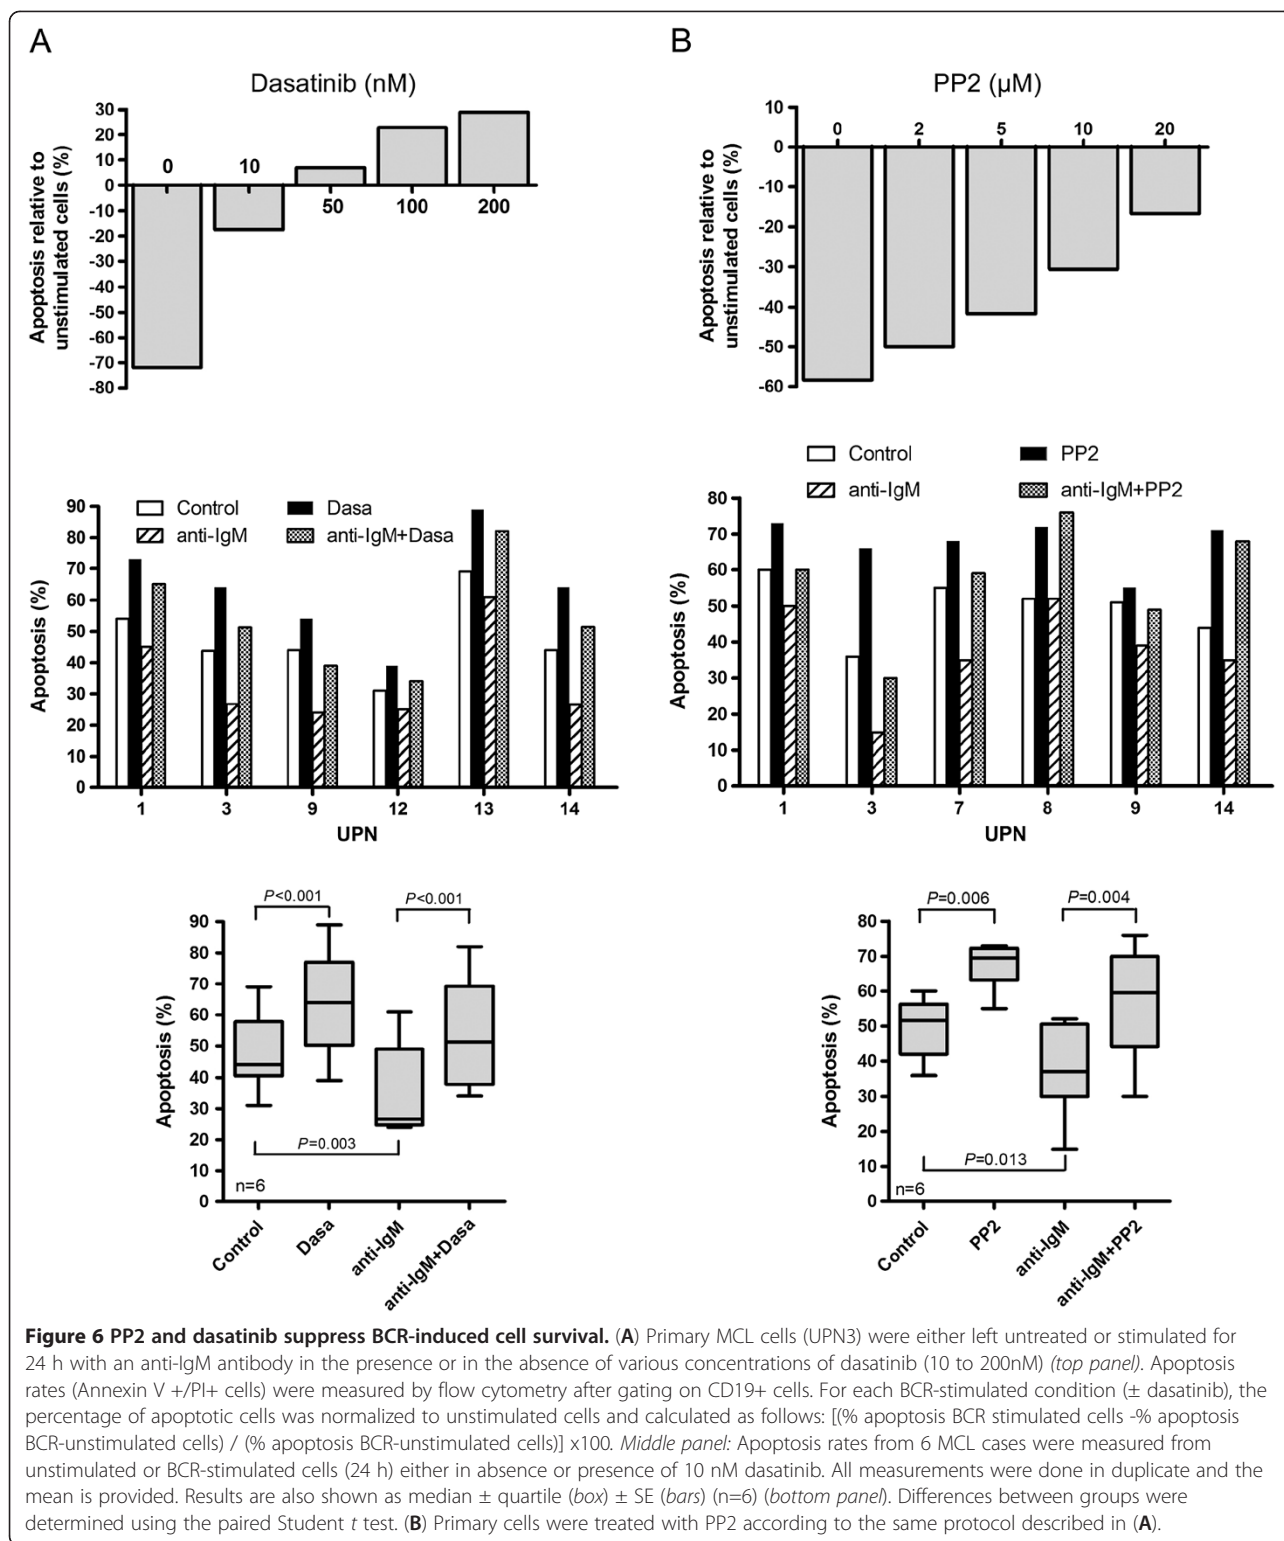 A
Dasatinib (nM)
Apoptosis relative to
unstimulated cells (%)
30
20
10
0
-10
-20
-30
-40
-50
-60
-70
-80
0
10
50
100
200
B
PP2 (µM)
Apoptosis relative to
unstimulated cells (%)
10
0
-10
-20
-30
-40
-50
-60
0
2
5
10
20
Control
Dasa
anti-IgM
anti-IgM+Dasa
Apoptosis (%)
90
80
70
60
50
40
30
20
10
0
1
3
9
12
13
14
UPN
Control
PP2
anti-IgM
anti-IgM+PP2
Apoptosis (%)
80
70
60
50
40
30
20
10
0
1
3
7
8
9
14
UPN
P<0.001
P<0.001
P=0.003
n=6
Apoptosis (%)
90
80
70
60
50
40
30
20
10
0
Control
Dasa
anti-IgM
anti-IgM+Dasa
P=0.006
P=0.004
P=0.013
n=6
Apoptosis (%)
80
70
60
50
40
30
20
10
0
Control
PP2
anti-IgM
anti-IgM+PP2
Figure 6 PP2 and dasatinib suppress BCR-induced cell survival. (A) Primary MCL cells (UPN3) were either left untreated or stimulated for
24 h with an anti-IgM antibody in the presence or in the absence of various concentrations of dasatinib (10 to 200nM) (top panel). Apoptosis
rates (Annexin V +/PI+ cells) were measured by flow cytometry after gating on CD19+ cells. For each BCR-stimulated condition (± dasatinib), the
percentage of apoptotic cells was normalized to unstimulated cells and calculated as follows: [(% apoptosis BCR stimulated cells -% apoptosis
BCR-unstimulated cells) / (% apoptosis BCR-unstimulated cells)] x100. Middle panel: Apoptosis rates from 6 MCL cases were measured from
unstimulated or BCR-stimulated cells (24 h) either in absence or presence of 10 nM dasatinib. All measurements were done in duplicate and the
mean is provided. Results are also shown as median ± quartile (box) ± SE (bars) (n=6) (bottom panel). Differences between groups were
determined using the paired Student t test. (B) Primary cells were treated with PP2 according to the same protocol described in (A).